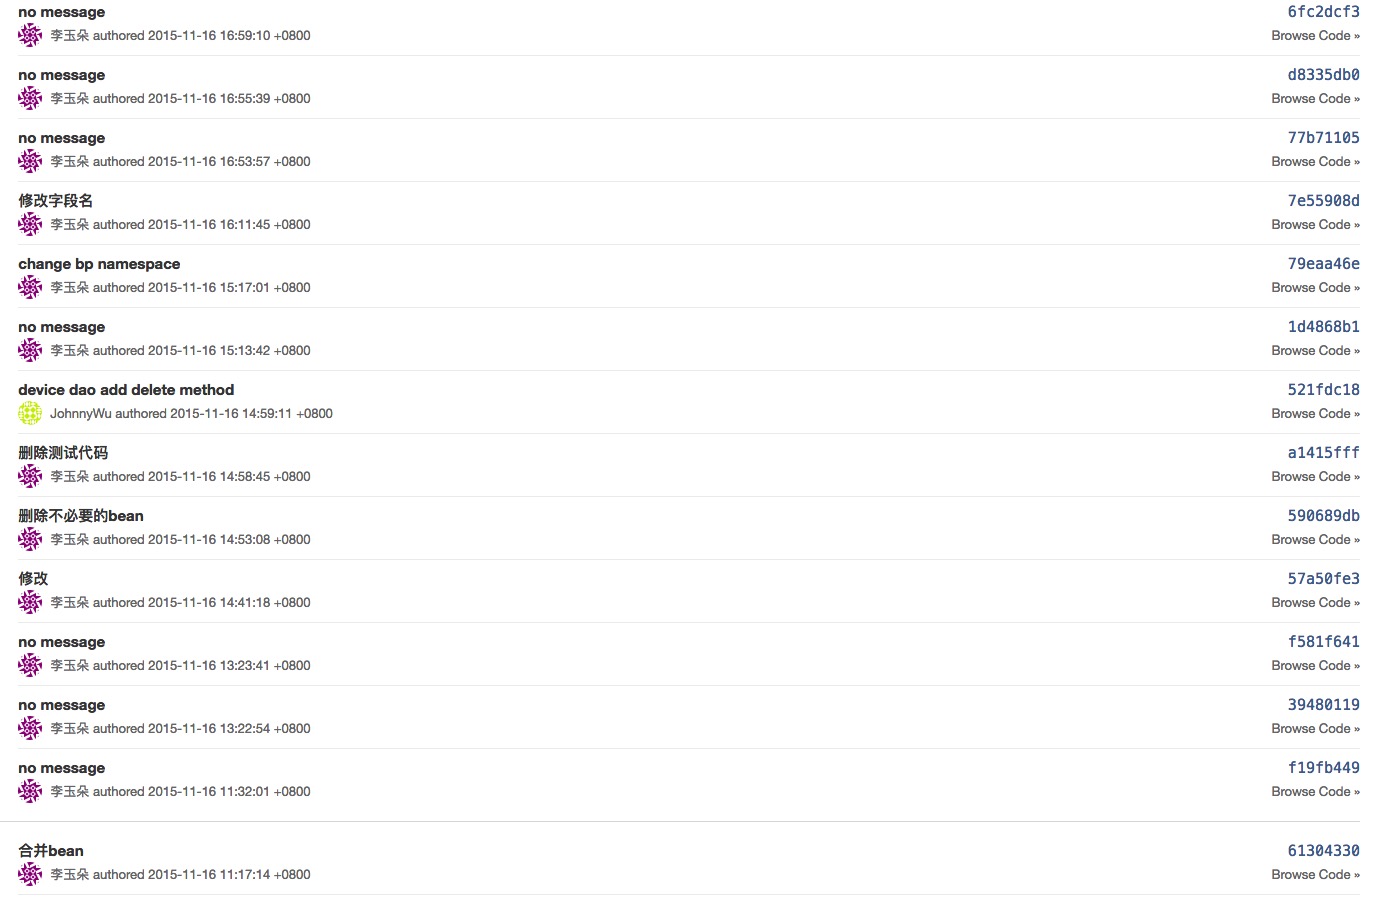 no message
6fc2dcf3
李玉朵 authored 2015-11-16 16:59:10 +0800
Browse Code »
no message
d8335db0
李玉朵 authored 2015-11-16 16:55:39 +0800
Browse Code »
no message
77b71105
李玉朵 authored 2015-11-16 16:53:57 +0800
Browse Code »
修改字段名
7e55908d
李玉朵 authored 2015-11-16 16:11:45 +0800
Browse Code »
change bp namespace
79eaa46e
李玉朵 authored 2015-11-16 15:17:01 +0800
Browse Code »
no message
1d4868b1
李玉朵 authored 2015-11-16 15:13:42 +0800
Browse Code »
device dao add delete method
521fdc18
JohnnyWu authored 2015-11-16 14:59:11 +0800
Browse Code »
删除测试代码
a1415fff
李玉朵 authored 2015-11-16 14:58:45 +0800
Browse Code »
删除不必要的bean
590689db
李玉朵 authored 2015-11-16 14:53:08 +0800
Browse Code »
修改
57a50fe3
李玉朵 authored 2015-11-16 14:41:18 +0800
Browse Code »
no message
f581f641
李玉朵 authored 2015-11-16 13:23:41 +0800
Browse Code »
no message
39480119
李玉朵 authored 2015-11-16 13:22:54 +0800
Browse Code »
no message
f19fb449
李玉朵 authored 2015-11-16 11:32:01 +0800
Browse Code »
合并bean
61304330
李玉朵 authored 2015-11-16 11:17:14 +0800
Browse Code »